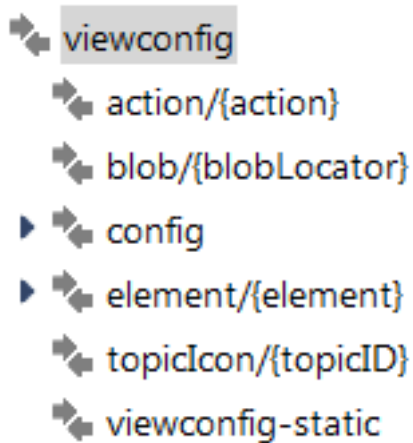 viewconfig
action/{action}
blob/{blobLocator}
config
element/{element}
topicIcon/{topicID}
viewconfig-static